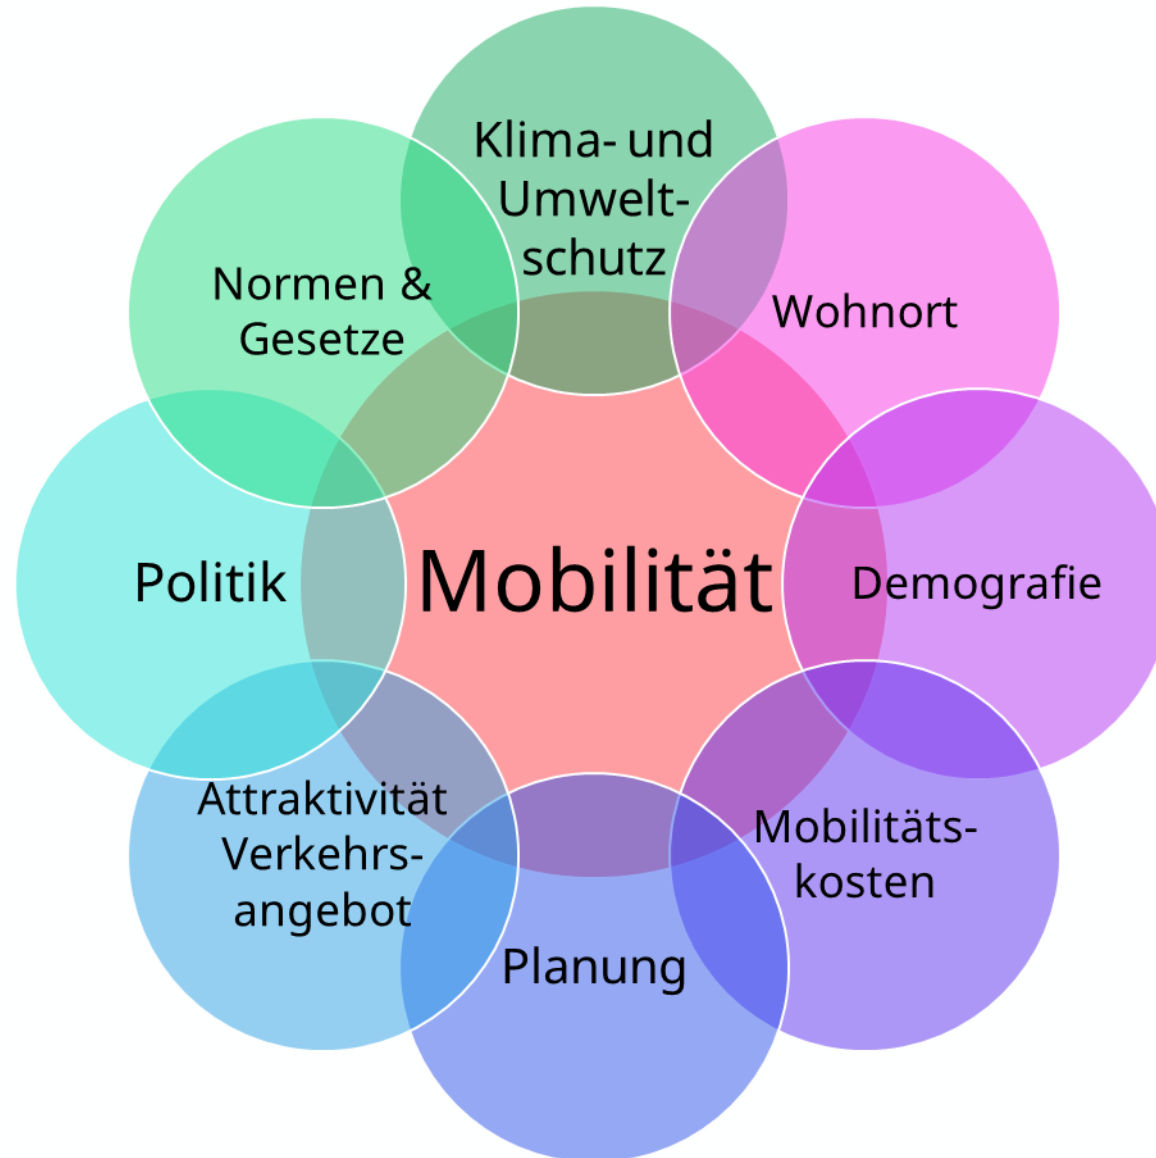 Klima- und
Umwelt-
schutz
Normen &
Gesetze
Wohnort
Politik
Mobilität
Demografie
Attraktivität
Verkehrs-
angebot
Mobilitäts-
kosten
Planung